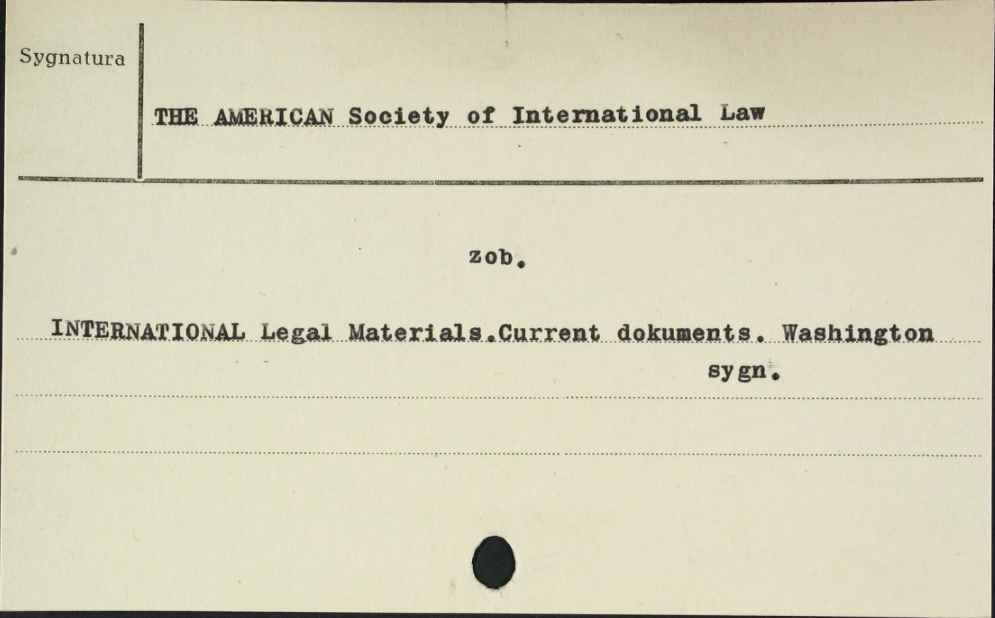 Sygnatura
THE AMERICAN Society of International Law
zob.
INTERNATIONAL Legal Materials.Current dokuments. Washington
sygn.